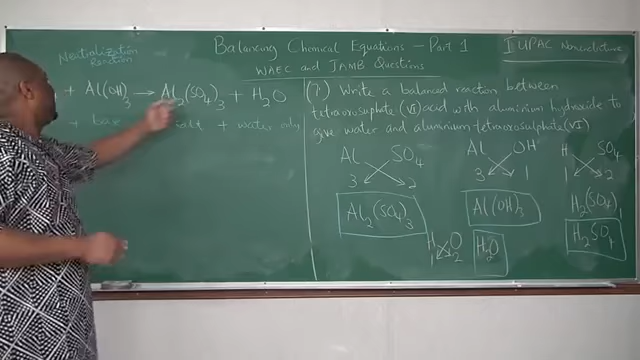 Balancing Chemical Equations - Part 1
IUPAC Nomenclature
WAEC and JAMB Questions
Neutralization
Reaction
+ Al(OH)3 → Al2(SO4)3 + H2O
+ base salt + water only
(7) Write a balanced reaction between
tetraoxosulphate (VI) acid with aluminium hydroxide to
give water and aluminium tetraoxosulphate (VI)
Al SO4
3 2
Al2(SO4)3
Al OH
3 1
Al(OH)3
H SO4
1 2
H2(SO4)1
H2SO4
H O
1 2
H2O